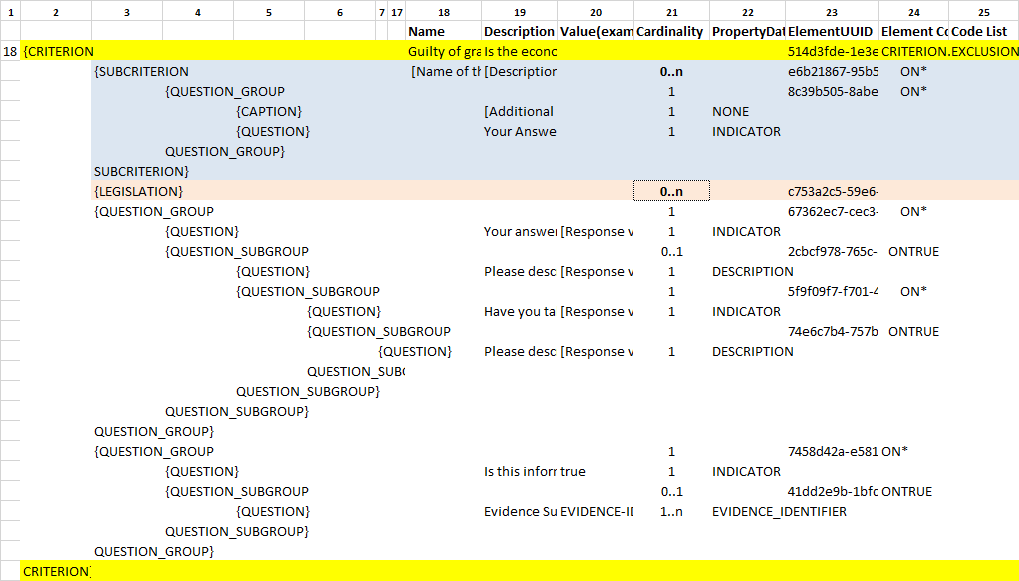 1 2 3 4 5 6 7 17 18 19 20 21 22 23 24 25
Name Description Value(exam Cardinality PropertyDat ElementUUID Element Co Code List
18 {CRITERION Guilty of gra Is the econo 514d3fde-1e3e CRITERION.EXCLUSION
{SUBCRITERION [Name of th [Description 0..n e6b21867-95b5 ON*
{QUESTION_GROUP 1 8c39b505-8abe ON*
{CAPTION} [Additional 1 NONE
{QUESTION} Your Answe 1 INDICATOR
QUESTION_GROUP}
SUBCRITERION}
{LEGISLATION} 0..n c753a2c5-59e6-
{QUESTION_GROUP 1 67362ec7-cec3- ON*
{QUESTION} Your answer [Response v 1 INDICATOR
{QUESTION_SUBGROUP 0..1 2cbcf978-765c- ONTRUE
{QUESTION} Please desc [Response v 1 DESCRIPTION
{QUESTION_SUBGROUP 1 5f9f09f7-f701-4 ON*
{QUESTION} Have you ta [Response v 1 INDICATOR
{QUESTION_SUBGROUP 74e6c7b4-757b ONTRUE
{QUESTION} Please desc [Response v 1 DESCRIPTION
QUESTION_SUBG
QUESTION_SUBGROUP}
QUESTION_SUBGROUP}
QUESTION_GROUP}
{QUESTION_GROUP 1 7458d42a-e581 ON*
{QUESTION} Is this inforr true 1 INDICATOR
{QUESTION_SUBGROUP 0..1 41dd2e9b-1bfc ONTRUE
{QUESTION} Evidence Su EVIDENCE-ID 1..n EVIDENCE_IDENTIFIER
QUESTION_SUBGROUP}
QUESTION_GROUP}
CRITERION}